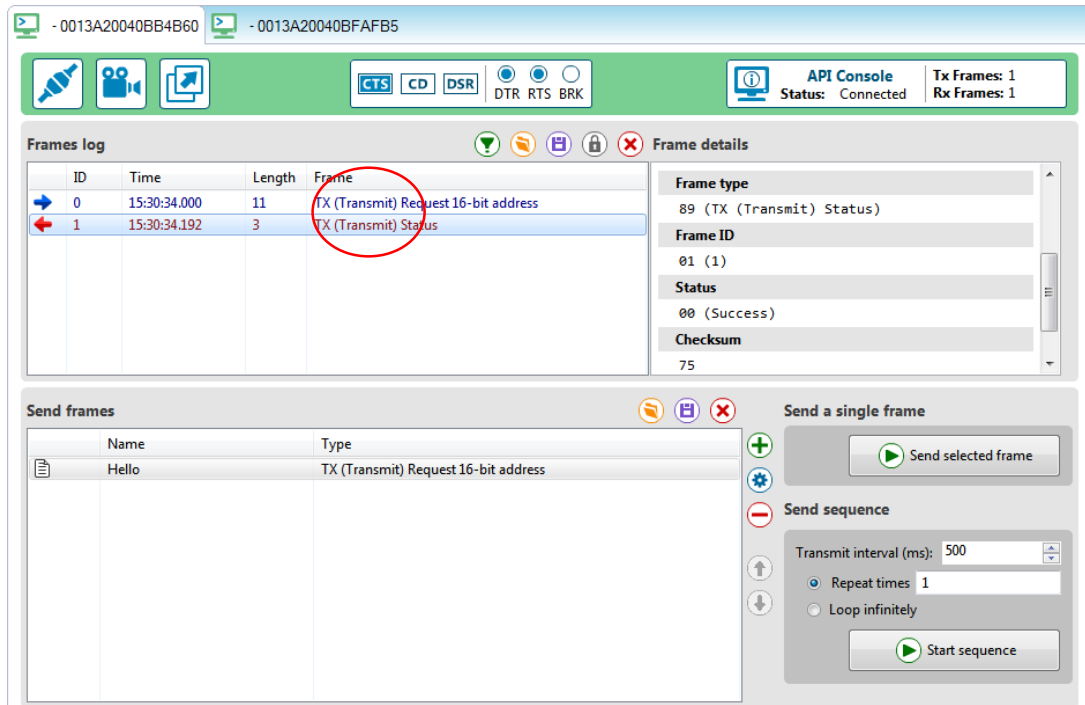 - 0013A20040BB4B60 - 0013A20040BFAFB5
CTS CD DSR DTR RTS BRK
API Console
Status: Connected
Tx Frames: 1
Rx Frames: 1
Frames log
ID Time Length Frame
0 15:30:34.000 11 TX (Transmit) Request 16-bit address
1 15:30:34.192 3 TX (Transmit) Status
Frame details
Frame type
89 (TX (Transmit) Status)
Frame ID
01 (1)
Status
00 (Success)
Checksum
75
Send frames
Name Type
Hello TX (Transmit) Request 16-bit address
Send a single frame
Send selected frame
Send sequence
Transmit interval (ms): 500
Repeat times 1
Loop infinitely
Start sequence